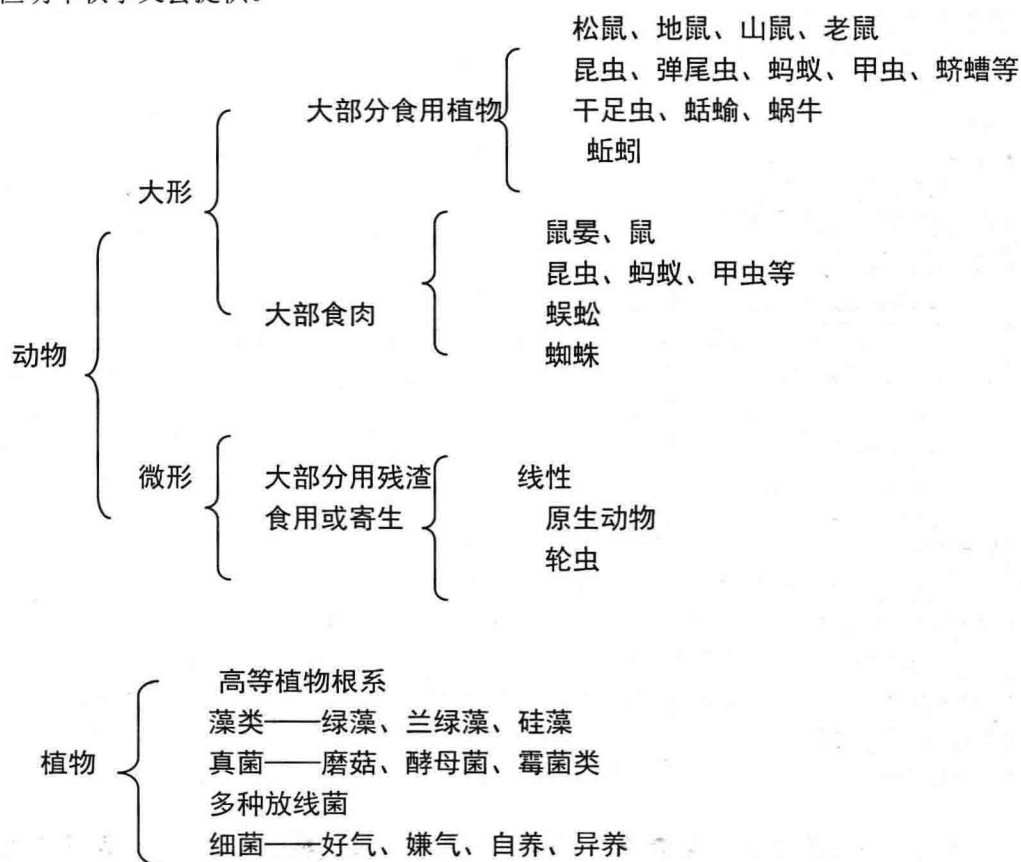 松鼠、地鼠、山鼠、老鼠
昆虫、弹尾虫、蚂蚁、甲虫、蛴螬等
大部分食用植物
干足虫、蛞蝓、蜗牛
蚯蚓
大形
鼠晏、鼠
昆虫、蚂蚁、甲虫等
大部食肉
蜈蚣
蜘蛛
动物
微形
大部分用残渣
食用或寄生
线性
原生动物
轮虫
高等植物根系
藻类——绿藻、兰绿藻、硅藻
植物
真菌——磨菇、酵母菌、霉菌类
多种放线菌
细菌——好气、嫌气、自养、异养